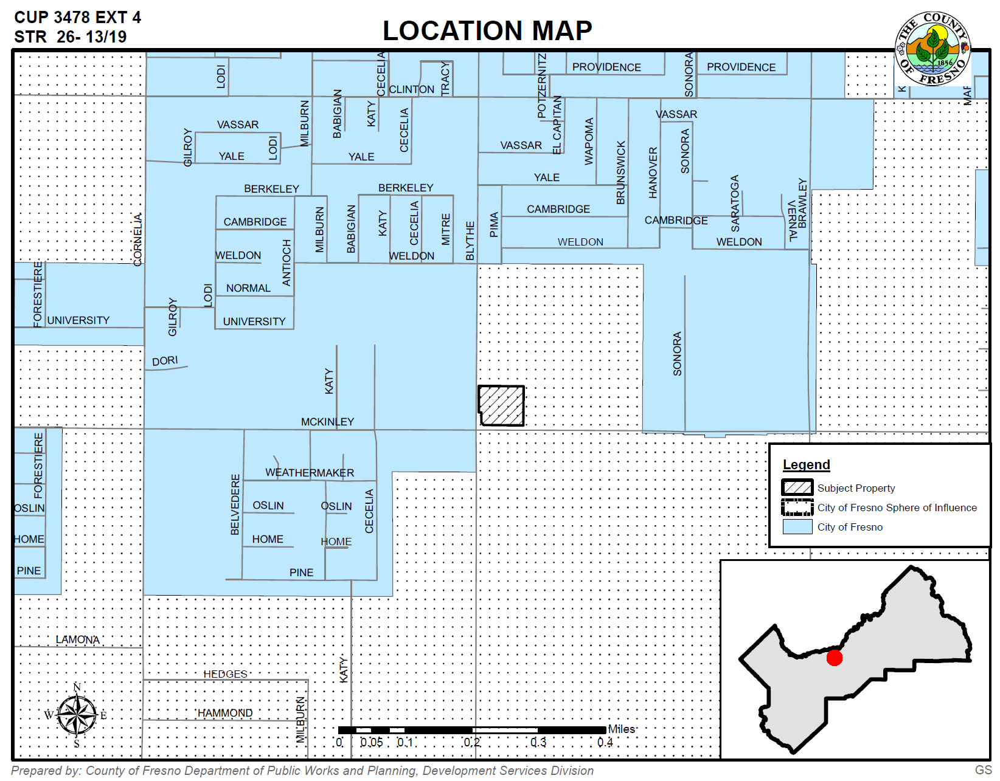 CUP 3478 EXT 4
STR 26- 13/19
LOCATION MAP
THE COUNTY OF FRESNO
1856
LODI
CECELIA
CLINTON
TRACY
POTZERNITZ
PROVIDENCE
SONORA
PROVIDENCE
K
MAR
MILBURN
BABIGIAN
KATY
CECELIA
EL CAPITAN
WAPOMA
VASSAR
VASSAR
GILROY
LODI
YALE
YALE
VASSAR
BRUNSWICK
HANOVER
SONORA
YALE
BERKELEY
BERKELEY
SARATOGA
BRAWLEY
VERNAL
CORNELIA
CAMBRIDGE
MILBURN
BABIGIAN
KATY
CECELIA
MITRE
BLYTHE
PIMA
CAMBRIDGE
CAMBRIDGE
WELDON
WELDON
WELDON
WELDON
ANTIOCH
FORESTIERE
NORMAL
LODI
GILROY
UNIVERSITY
UNIVERSITY
DORI
KATY
SONORA
MCKINLEY
FORESTIERE
WEATHERMAKER
BELVEDERE
CECELIA
OSLIN
OSLIN
OSLIN
HOME
HOME
HOME
PINE
PINE
Legend
Subject Property
City of Fresno Sphere of Influence
City of Fresno
LAMONA
HEDGES
KATY
HAMMOND
MILBURN
N
W
E
S
Miles
0 0.05 0.1 0.2 0.3 0.4
Prepared by: County of Fresno Department of Public Works and Planning, Development Services Division
GS